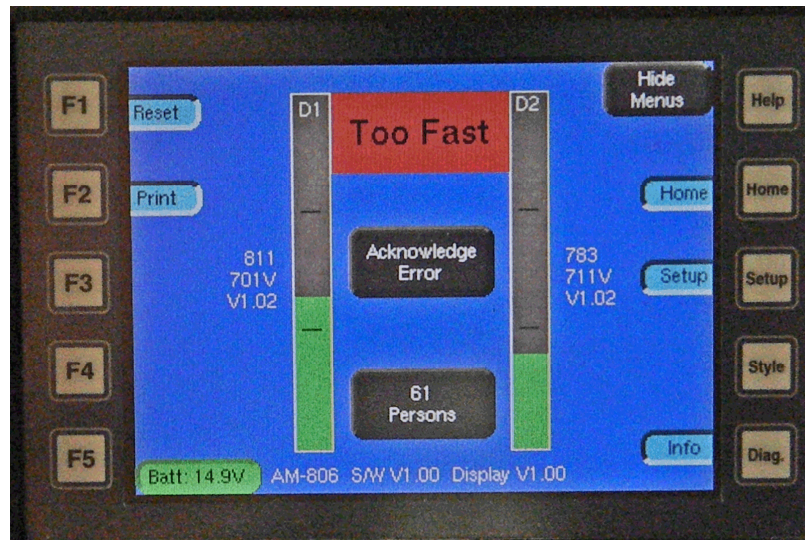 F1
F2
F3
F4
F5
Reset
Print
D1
Too Fast
D2
Hide
Menus
811
701V
V1.02
Acknowledge
Error
783
711V
V1.02
Home
Setup
61
Persons
Info
Batt: 14.9V
AM-806 S/W V1.00 Display V1.00
Help
Home
Setup
Style
Diag.